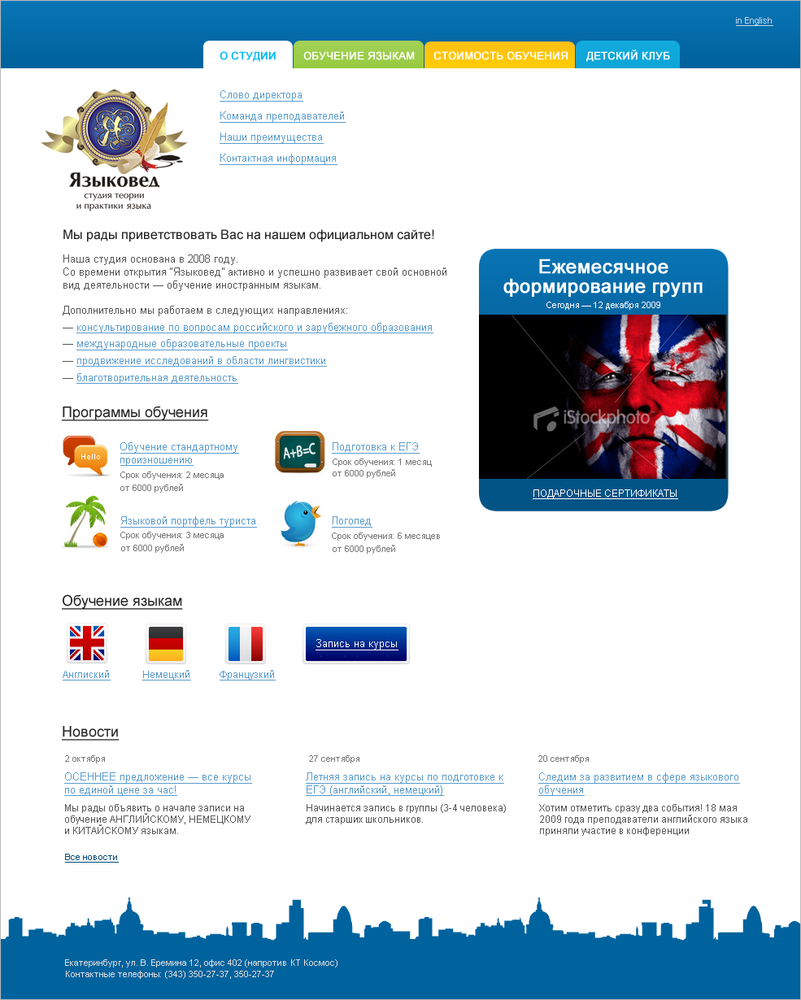 in English
О СТУДИИ
ОБУЧЕНИЕ ЯЗЫКАМ
СТОИМОСТЬ ОБУЧЕНИЯ
ДЕТСКИЙ КЛУБ
Я
Языковед
студия теории
и практики языка
Слово директора
Команда преподавателей
Наши преимущества
Контактная информация
Мы рады приветствовать Вас на нашем официальном сайте!
Наша студия основана в 2008 году.
Со времени открытия "Языковед" активно и успешно развивает свой основной
вид деятельности — обучение иностранным языкам.
Дополнительно мы работаем в следующих направлениях:
— консультирование по вопросам российского и зарубежного образования
— международные образовательные проекты
— продвижение исследований в области лингвистики
— благотворительная деятельность
Ежемесячное
формирование групп
Сегодня — 12 декабря 2009
iStockphoto
ПОДАРОЧНЫЕ СЕРТИФИКАТЫ
Программы обучения
Hello
Обучение стандартному
произношению
Срок обучения: 2 месяца
от 6000 рублей
A+B=C
Подготовка к ЕГЭ
Срок обучения: 1 месяц
от 6000 рублей
Языковой портфель туриста
Срок обучения: 3 месяца
от 6000 рублей
Логопед
Срок обучения: 6 месяцев
от 6000 рублей
Обучение языкам
Англиский
Немецкий
Французкий
Запись на курсы
Новости
2 октября
ОСЕННЕЕ предложение — все курсы
по единой цене за час!
Мы рады объявить о начале записи на
обучение АНГЛИЙСКОМУ, НЕМЕЦКОМУ
и КИТАЙСКОМУ языкам.
27 сентября
Летняя запись на курсы по подготовке к
ЕГЭ (английский, немецкий)
Начинается запись в группы (3-4 человека)
для старших школьников.
20 сентября
Следим за развитием в сфере языкового
обучения
Хотим отметить сразу два события! 18 мая
2009 года преподаватели английского языка
приняли участие в конференции
Все новости
Екатеринбург, ул. В. Еремина 12, офис 402 (напротив КТ Космос)
Контактные телефоны: (343) 350-27-37, 350-27-37